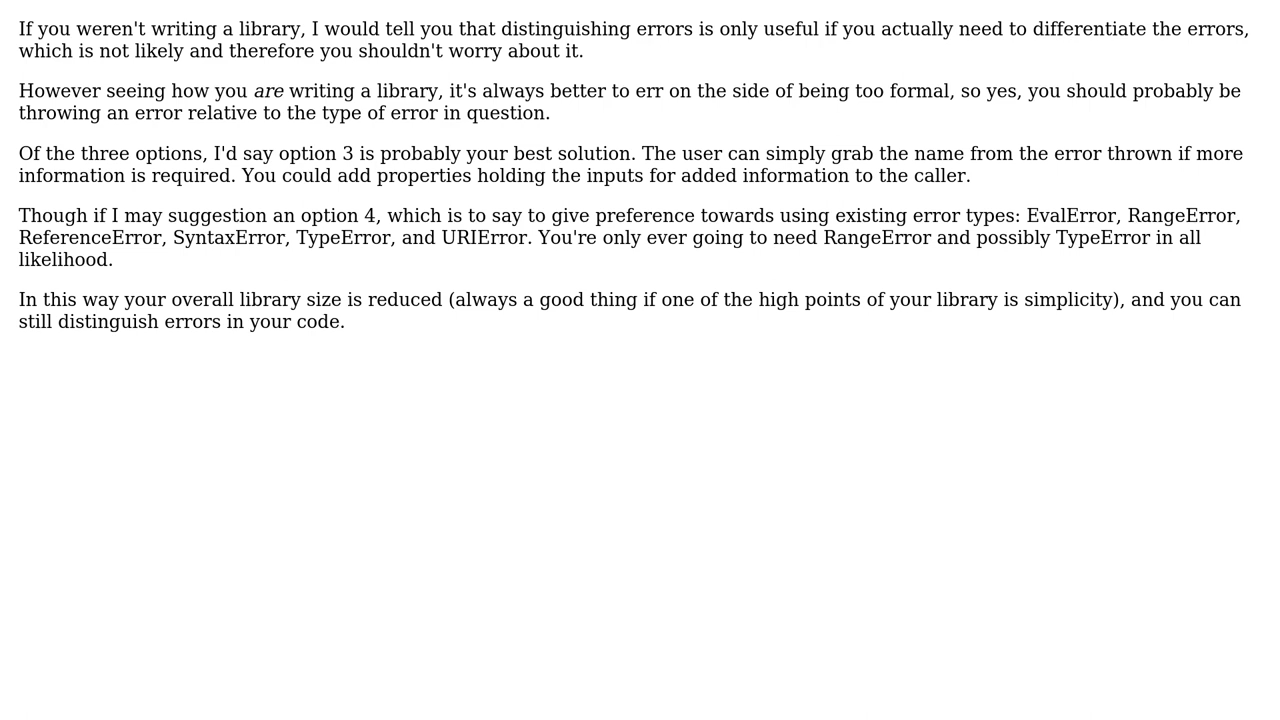 If you weren't writing a library, I would tell you that distinguishing errors is only useful if you actually need to differentiate the errors,
which is not likely and therefore you shouldn't worry about it.
However seeing how you are writing a library, it's always better to err on the side of being too formal, so yes, you should probably be
throwing an error relative to the type of error in question.
Of the three options, I'd say option 3 is probably your best solution. The user can simply grab the name from the error thrown if more
information is required. You could add properties holding the inputs for added information to the caller.
Though if I may suggestion an option 4, which is to say to give preference towards using existing error types: EvalError, RangeError,
ReferenceError, SyntaxError, TypeError, and URIError. You're only ever going to need RangeError and possibly TypeError in all
likelihood.
In this way your overall library size is reduced (always a good thing if one of the high points of your library is simplicity), and you can
still distinguish errors in your code.